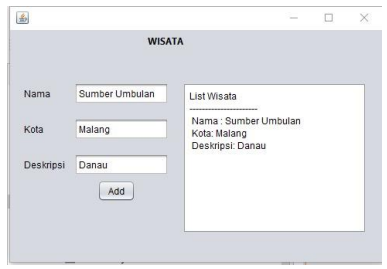 WISATA
Nama
Sumber Umbulan
Kota
Malang
Deskripsi
Danau
Add
List Wisata
----------------------
Nama : Sumber Umbulan
Kota: Malang
Deskripsi: Danau